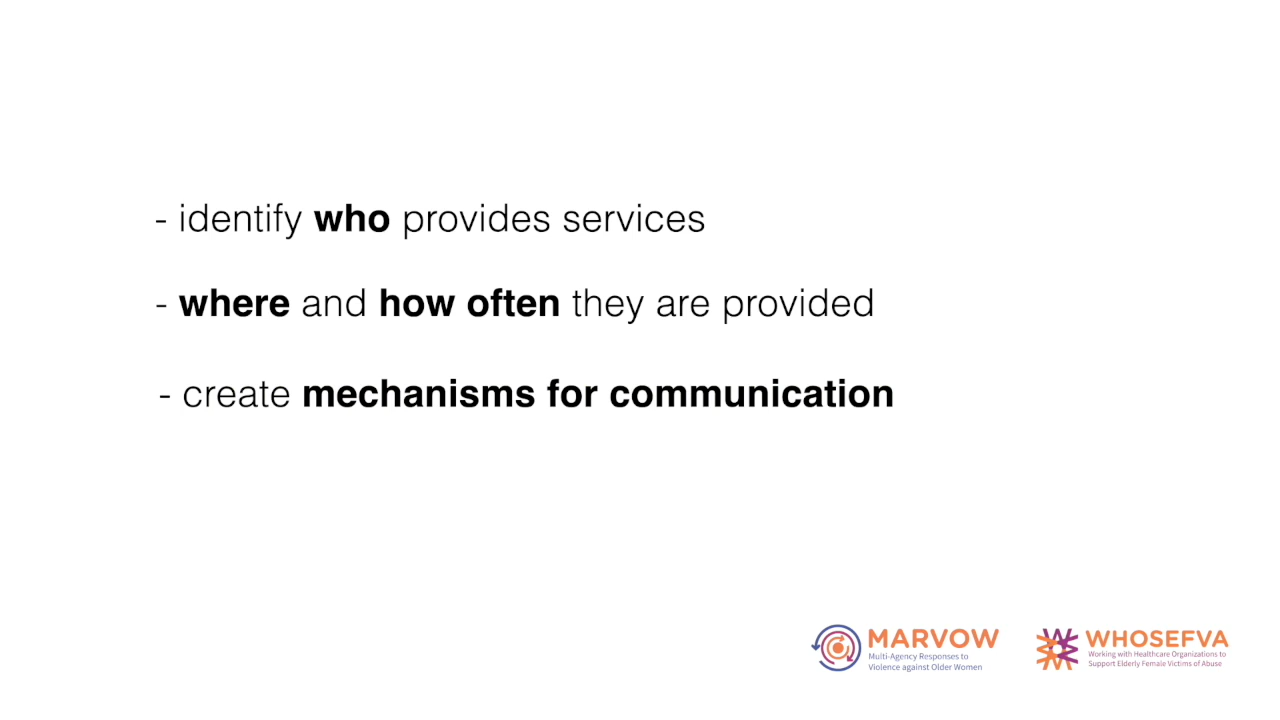 - identify who provides services
- where and how often they are provided
- create mechanisms for communication
MARVOW
Multi-Agency Responses to
Violence against Older Women
WHOSEFVA
Working with Healthcare Organizations to
Support Elderly Female Victims of Abuse